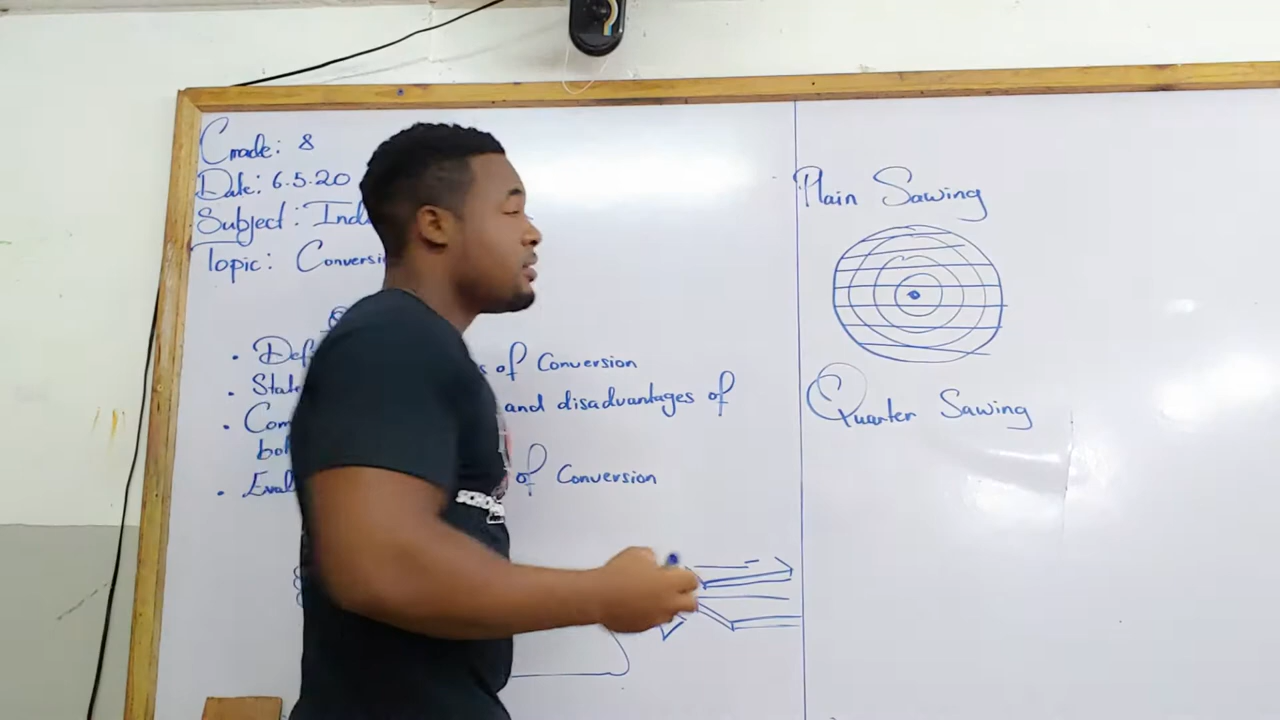 Grade: 8
Date: 6.5.20
Subject: Ind
Topic: Conversi
Def s of Conversion
State and disadvantages of
Com
bot
Eval of Conversion
Plain Sawing
Quarter Sawing